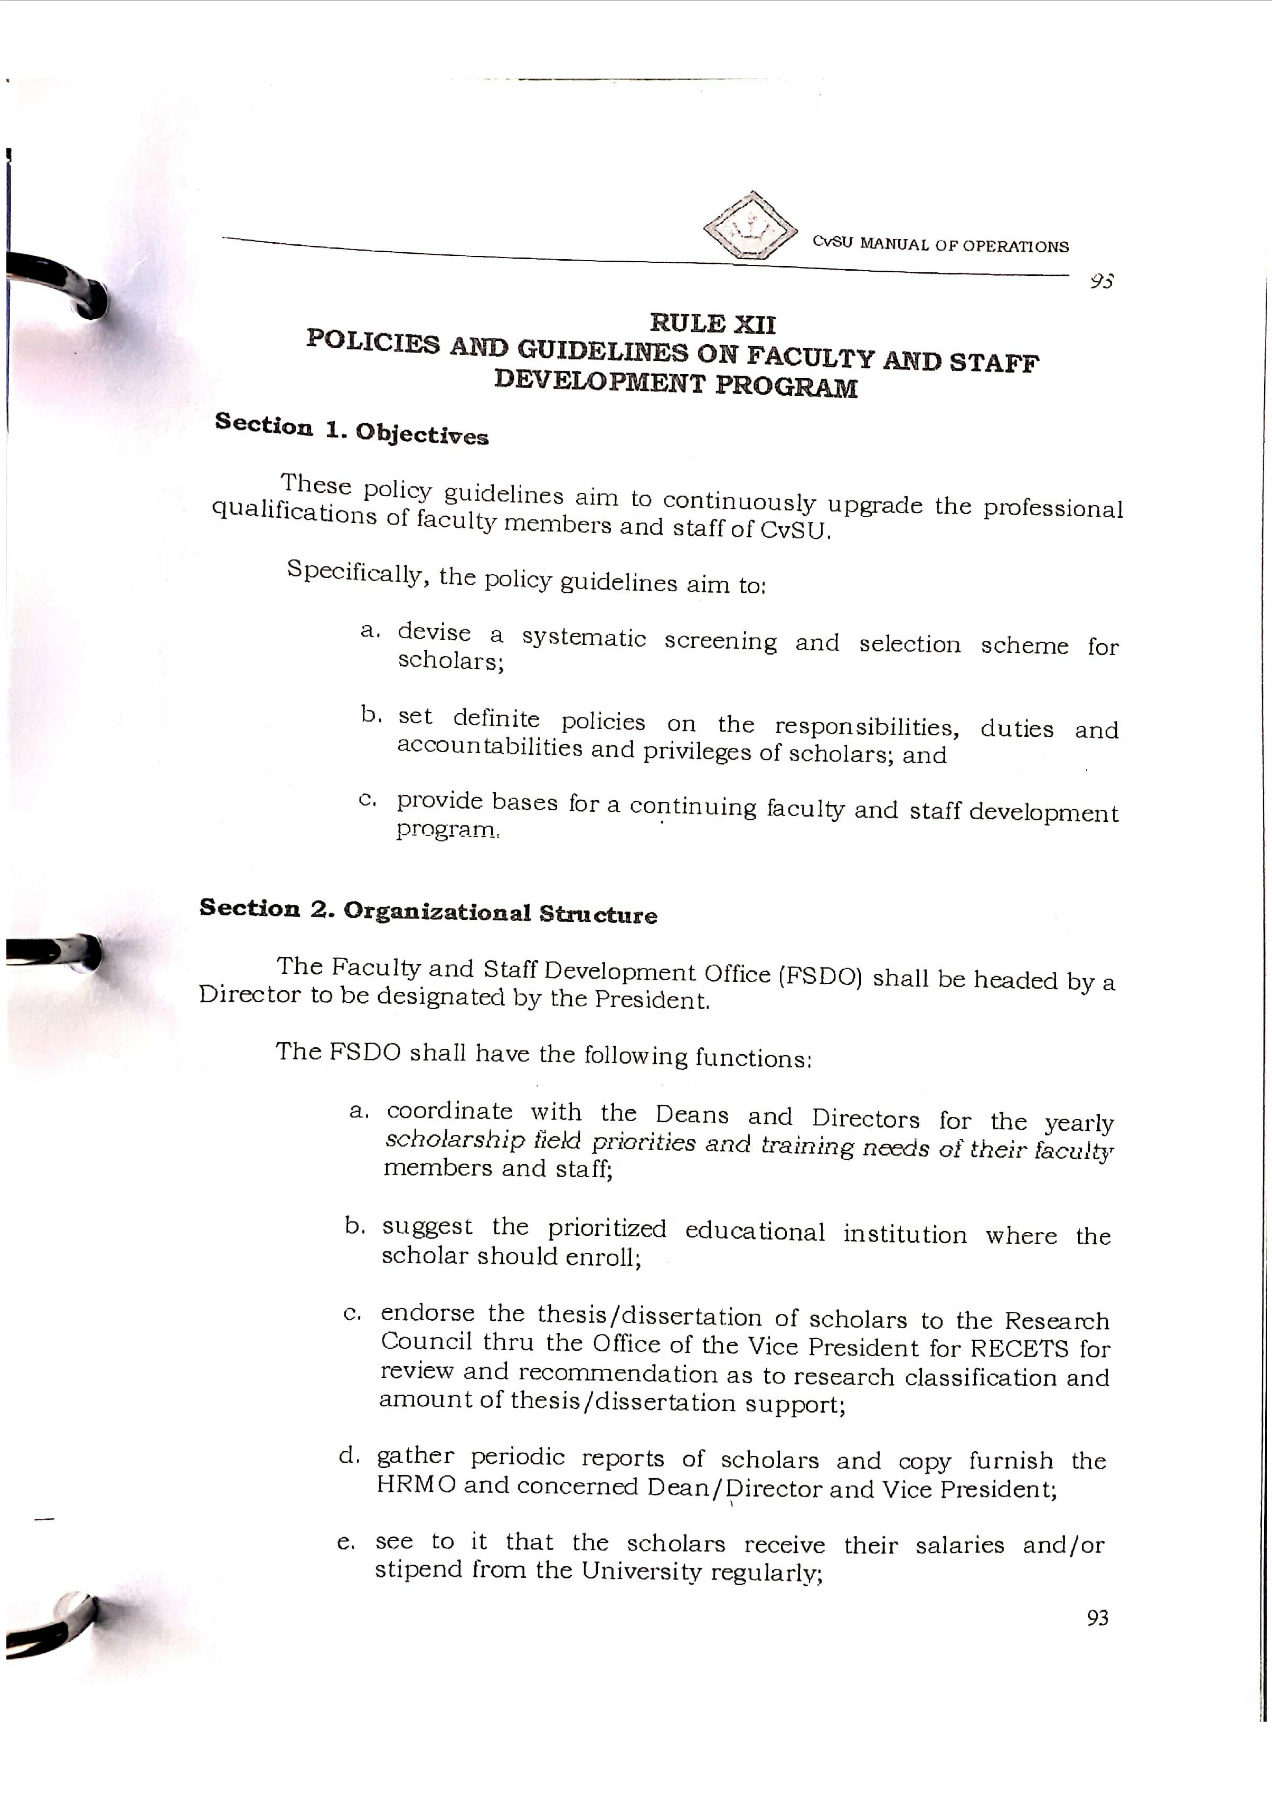 CvSU MANUAL OF OPERATIONS
93
RULE XII
POLICIES AND GUIDELINES ON FACULTY AND STAFF
DEVELOPMENT PROGRAM
Section 1. Objectives
These policy guidelines aim to continuously upgrade the professional
qualifications of faculty members and staff of CvSU.
Specifically, the policy guidelines aim to:
a. devise a systematic screening and selection scheme for
scholars;
b. set definite policies on the responsibilities, duties and
accountabilities and privileges of scholars; and
c. provide bases for a continuing faculty and staff development
program.
Section 2. Organizational Structure
The Faculty and Staff Development Office (FSDO) shall be headed by a
Director to be designated by the President.
The FSDO shall have the following functions:
a. coordinate with the Deans and Directors for the yearly
scholarship field priorities and training needs of their faculty
members and staff;
b. suggest the prioritized educational institution where the
scholar should enroll;
c. endorse the thesis/dissertation of scholars to the Research
Council thru the Office of the Vice President for RECETS for
review and recommendation as to research classification and
amount of thesis/dissertation support;
d. gather periodic reports of scholars and copy furnish the
HRMO and concerned Dean/Director and Vice President;
e. see to it that the scholars receive their salaries and/or
stipend from the University regularly;
93